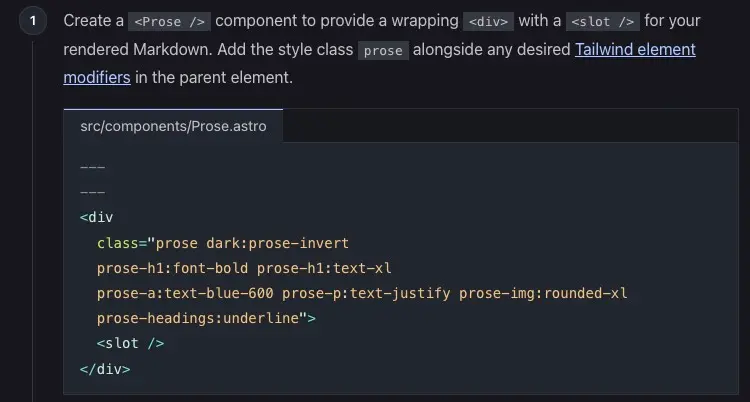 1 Create a <Prose /> component to provide a wrapping <div> with a <slot /> for your
rendered Markdown. Add the style class prose alongside any desired Tailwind element
modifiers in the parent element.
src/components/Prose.astro
---
---
<div
  class="prose dark:prose-invert
  prose-h1:font-bold prose-h1:text-xl
  prose-a:text-blue-600 prose-p:text-justify prose-img:rounded-xl
  prose-headings:underline">
  <slot />
</div>